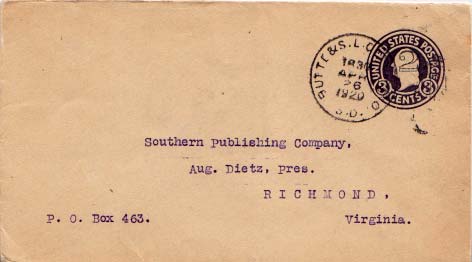 BUTTE & S.L.C.
183
APR
26
1920
R.P.O.
UNITED STATES POSTAGE
2
3 CENTS 3
Southern Publishing Company,
Aug. Dietz, Pres.
RICHMOND,
P. O. Box 463. Virginia.